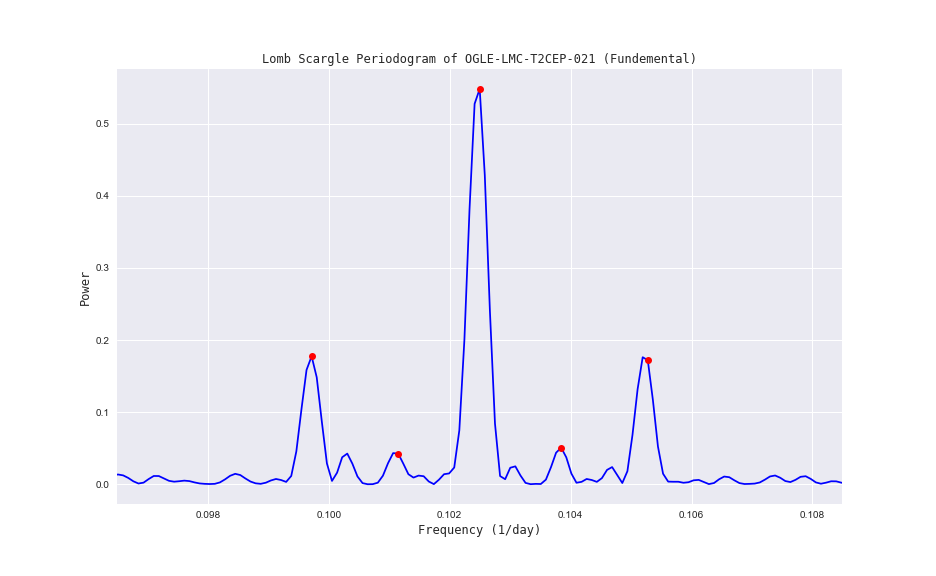 Lomb Scargle Periodogram of OGLE-LMC-T2CEP-021 (Fundemental)
0.5
0.4
0.3
0.2
0.1
0.0
Power
0.098 0.100 0.102 0.104 0.106 0.108
Frequency (1/day)